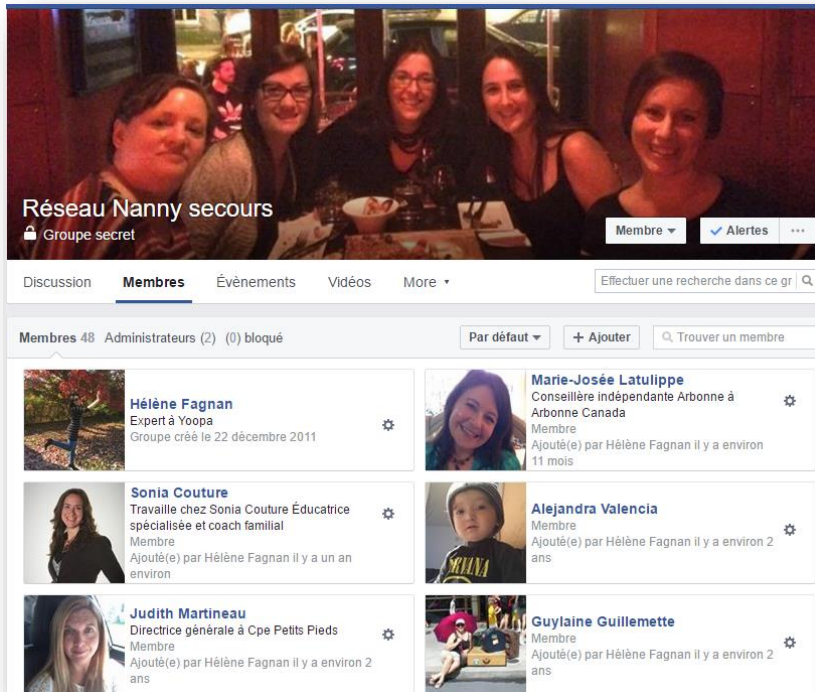 Réseau Nanny secours
Groupe secret
Membre
Alertes
Discussion
Membres
Évènements
Vidéos
More
Effectuer une recherche dans ce gr
Membres 48
Administrateurs (2)
(0) bloqué
Par défaut
+ Ajouter
Trouver un membre
Hélène Fagnan
Expert à Yoopa
Groupe créé le 22 décembre 2011
Marie-Josée Latulippe
Conseillère indépendante Arbonne à
Arbonne Canada
Membre
Ajouté(e) par Hélène Fagnan il y a environ
11 mois
Sonia Couture
Travaille chez Sonia Couture Éducatrice
spécialisée et coach familial
Membre
Ajouté(e) par Hélène Fagnan il y a un an
environ
Alejandra Valencia
Membre
Ajouté(e) par Hélène Fagnan il y a environ 2
ans
NIRVANA
Judith Martineau
Directrice générale à Cpe Petits Pieds
Membre
Ajouté(e) par Hélène Fagnan il y a environ 2
ans
Guylaine Guillemette
Membre
Ajouté(e) par Hélène Fagnan il y a environ 2
ans